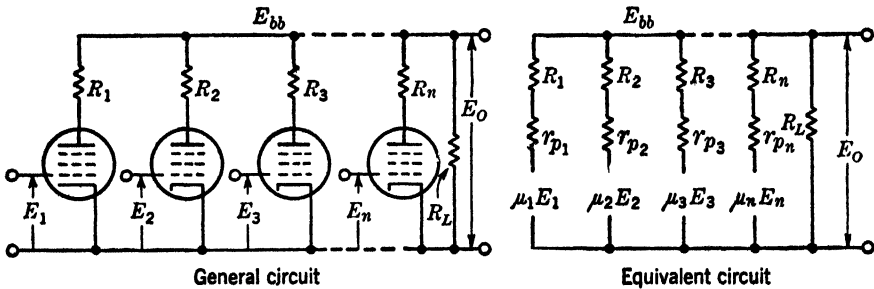 E_bb
R_1 R_2 R_3 R_n
E_O
E_1 E_2 E_3 E_n R_L
General circuit
E_bb
R_1 R_2 R_3 R_n
r_p1 r_p2 r_p3 r_pn R_L E_O
μ_1E_1 μ_2E_2 μ_3E_3 μ_nE_n
Equivalent circuit